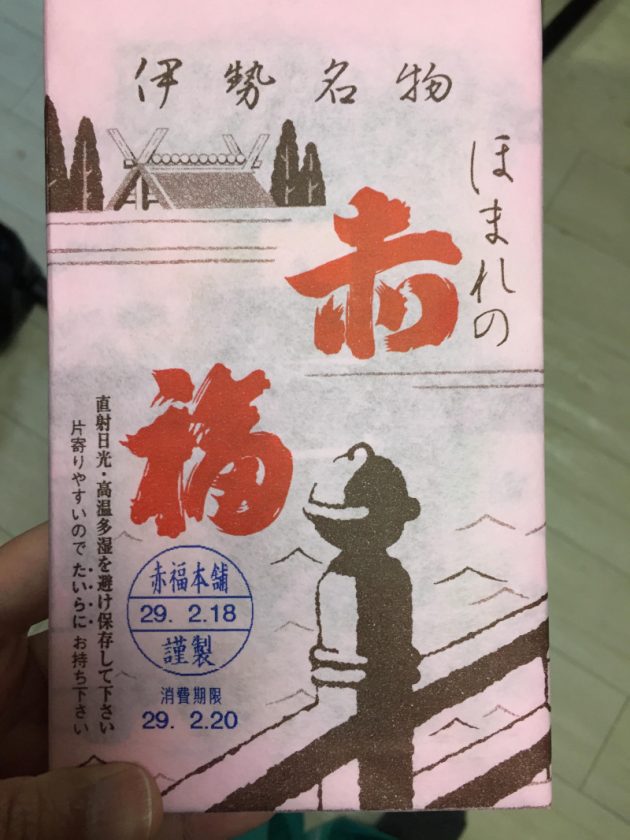 伊勢名物
ほまれの
赤
福
直射日光・高温多湿を避け保存して下さい
片寄りやすいので たいらに お持ち下さい
赤福本舗
29. 2.18
謹製
消費期限
29. 2.20